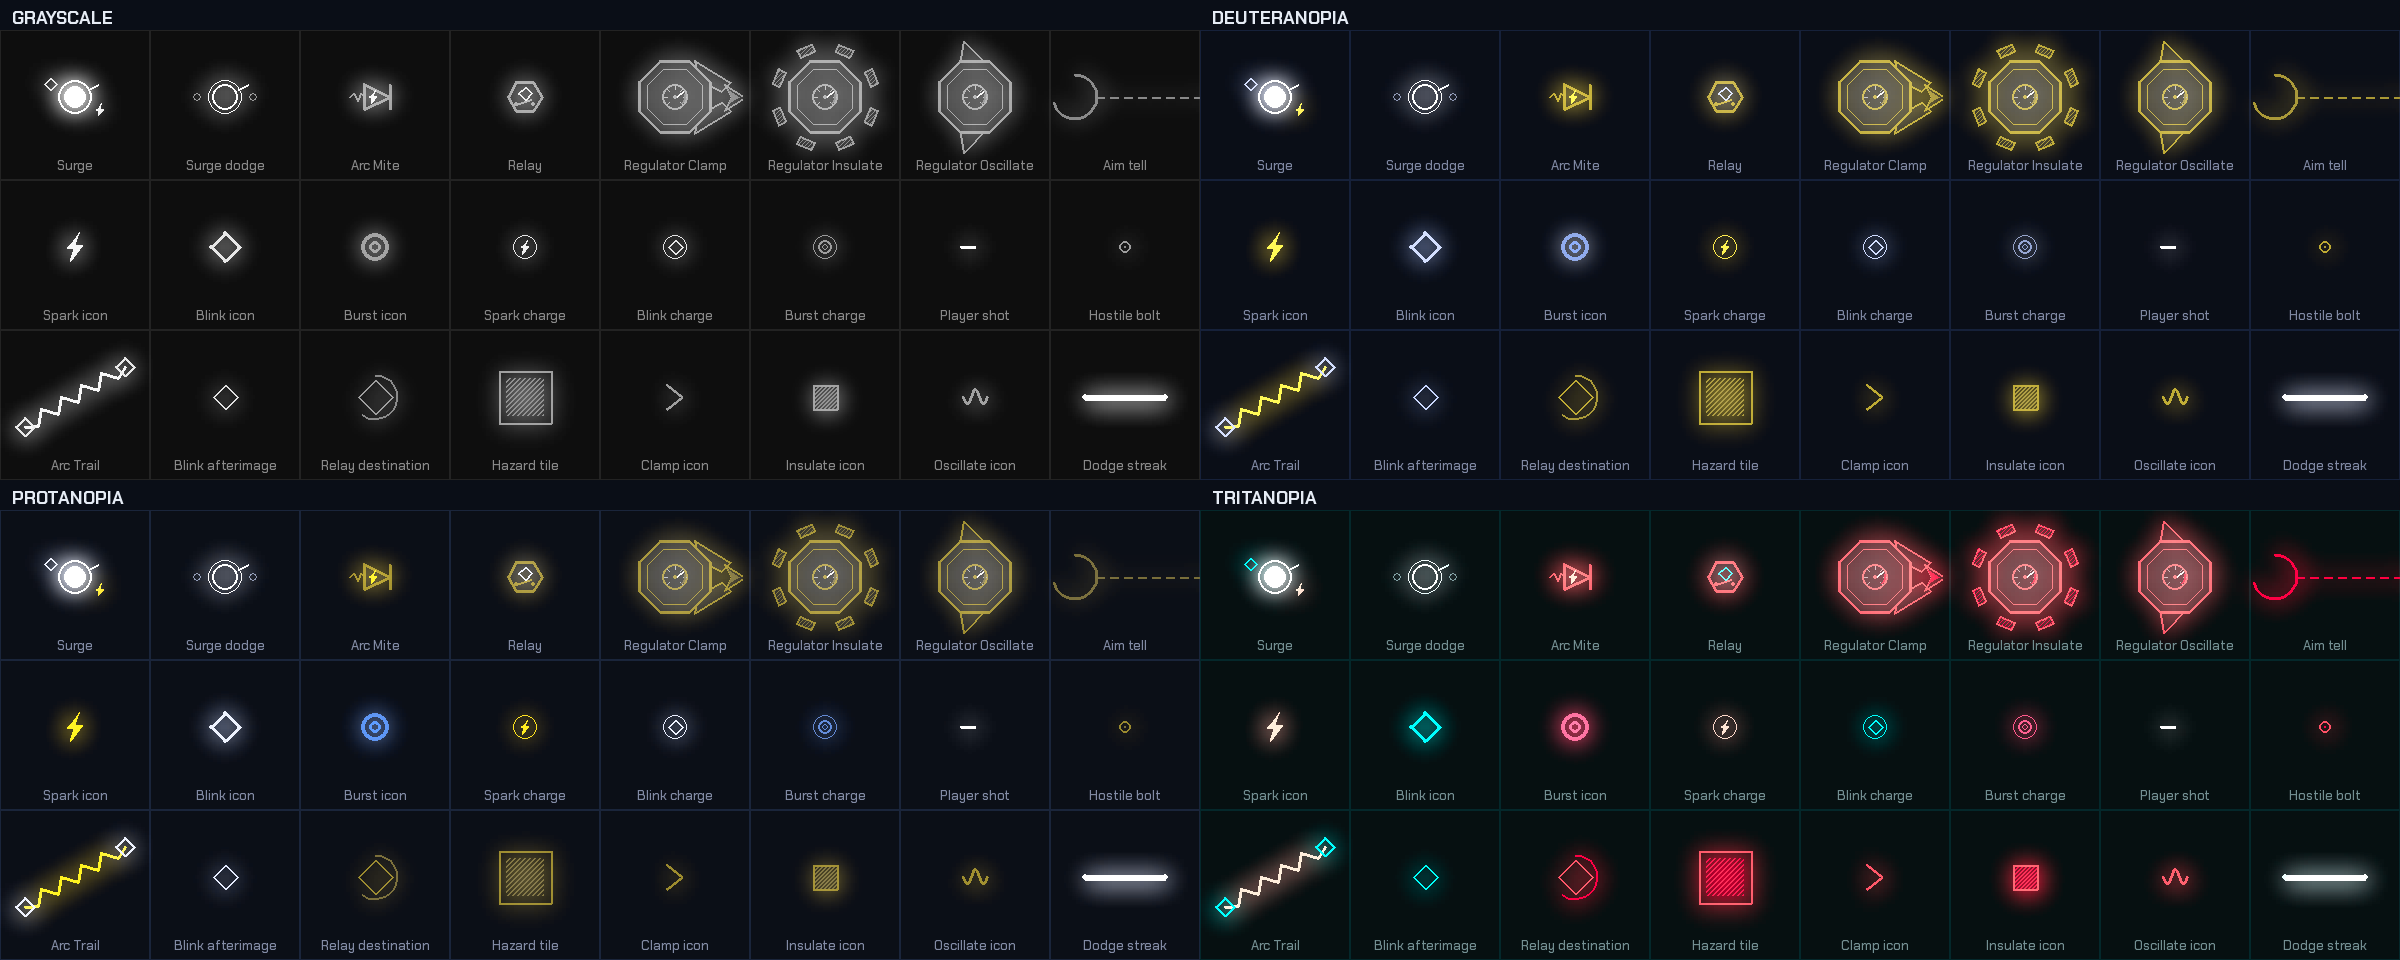 GRAYSCALE
Surge
Surge dodge
Arc Mite
Relay
Regulator Clamp
Regulator Insulate
Regulator Oscillate
Aim tell
Spark icon
Blink icon
Burst icon
Spark charge
Blink charge
Burst charge
Player shot
Hostile bolt
Arc Trail
Blink afterimage
Relay destination
Hazard tile
Clamp icon
Insulate icon
Oscillate icon
Dodge streak
DEUTERANOPIA
Surge
Surge dodge
Arc Mite
Relay
Regulator Clamp
Regulator Insulate
Regulator Oscillate
Aim tell
Spark icon
Blink icon
Burst icon
Spark charge
Blink charge
Burst charge
Player shot
Hostile bolt
Arc Trail
Blink afterimage
Relay destination
Hazard tile
Clamp icon
Insulate icon
Oscillate icon
Dodge streak
PROTANOPIA
Surge
Surge dodge
Arc Mite
Relay
Regulator Clamp
Regulator Insulate
Regulator Oscillate
Aim tell
Spark icon
Blink icon
Burst icon
Spark charge
Blink charge
Burst charge
Player shot
Hostile bolt
Arc Trail
Blink afterimage
Relay destination
Hazard tile
Clamp icon
Insulate icon
Oscillate icon
Dodge streak
TRITANOPIA
Surge
Surge dodge
Arc Mite
Relay
Regulator Clamp
Regulator Insulate
Regulator Oscillate
Aim tell
Spark icon
Blink icon
Burst icon
Spark charge
Blink charge
Burst charge
Player shot
Hostile bolt
Arc Trail
Blink afterimage
Relay destination
Hazard tile
Clamp icon
Insulate icon
Oscillate icon
Dodge streak